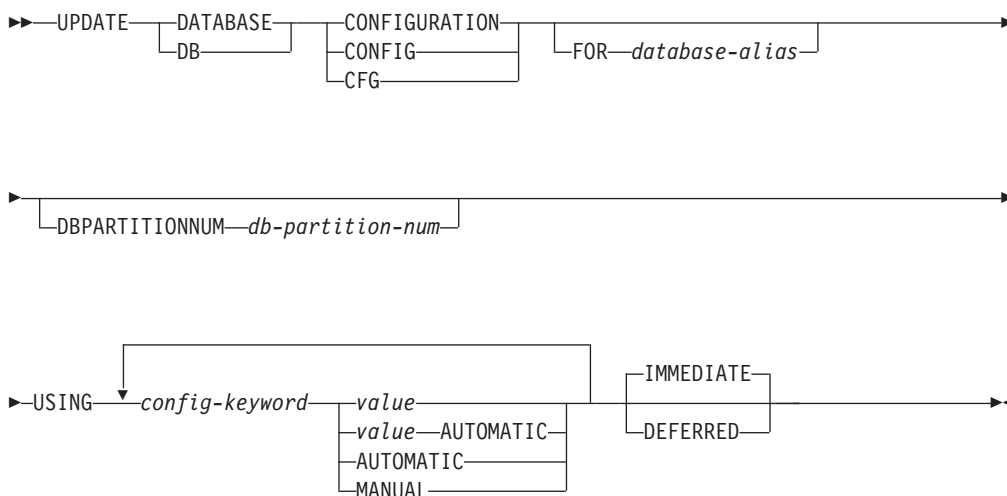 UPDATE DATABASE CONFIGURATION
DB CONFIG FOR database-alias
CFG
DBPARTITIONNUM db-partition-num
IMMEDIATE
USING config-keyword value
value AUTOMATIC DEFERRED
AUTOMATIC
MANUAL